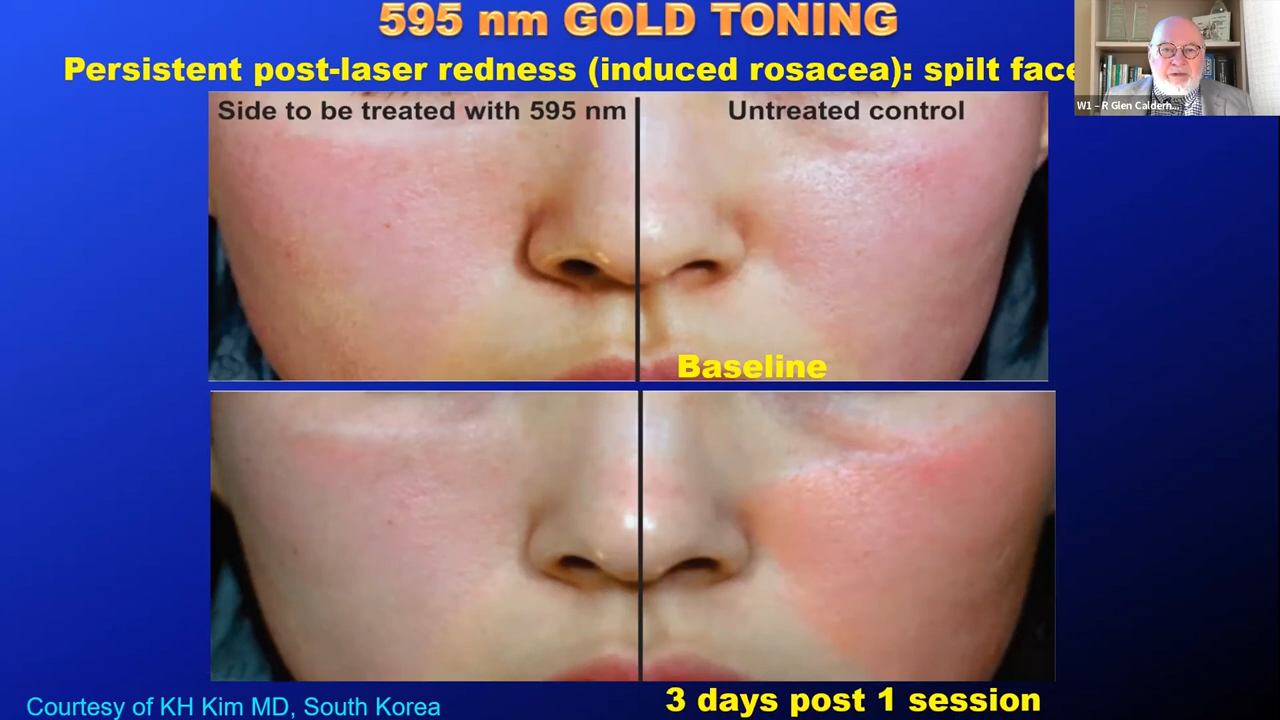 595 nm GOLD TONING
Persistent post-laser redness (induced rosacea): spilt face
W1 – R Glen Calderh...
Side to be treated with 595 nm
Untreated control
Baseline
3 days post 1 session
Courtesy of KH Kim MD, South Korea